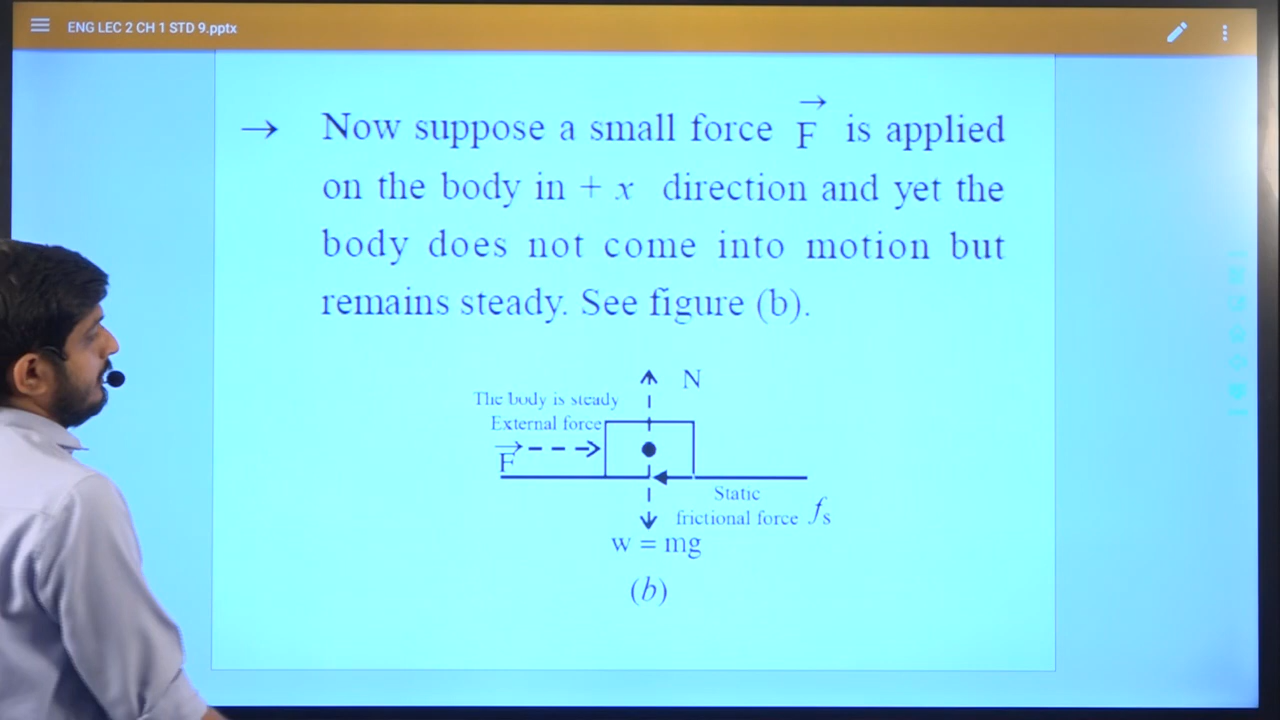 ENG LEC 2 CH 1 STD 9.pptx
→ Now suppose a small force F⃗ is applied
on the body in + x direction and yet the
body does not come into motion but
remains steady. See figure (b).
N
The body is steady
External force
F⃗
Static
frictional force fs
w = mg
(b)